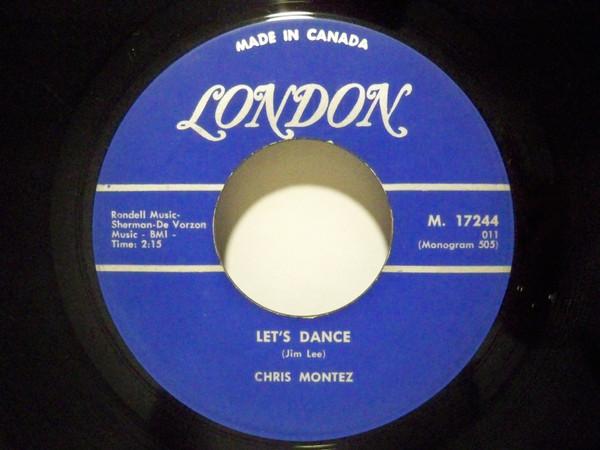 MADE IN CANADA
LONDON
Rondell Music-
Sherman-De Vorzon
Music - BMI -
Time: 2:15
M. 17244
011
(Monogram 505)
LET'S DANCE
(Jim Lee)
CHRIS MONTEZ